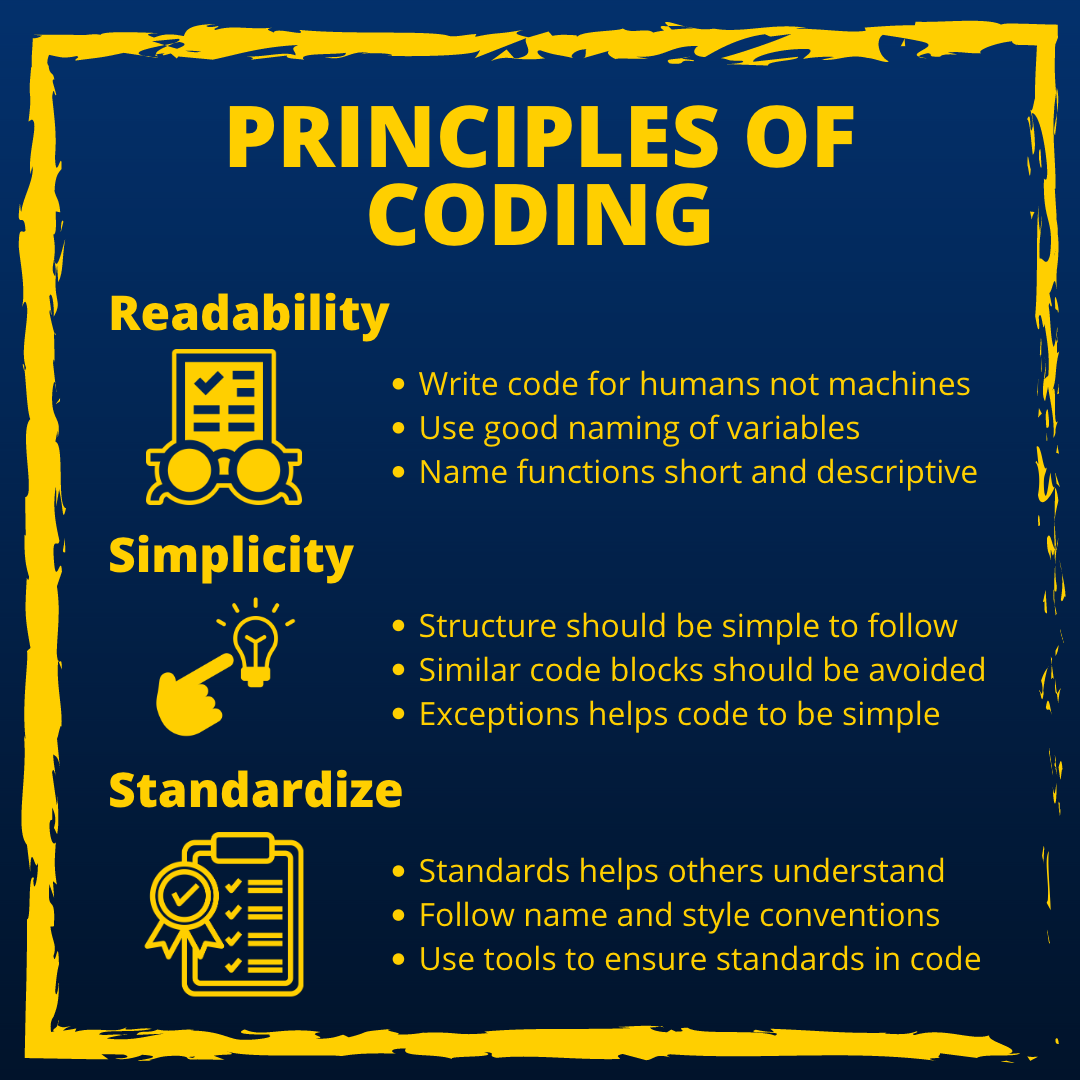 PRINCIPLES OF
CODING
Readability
• Write code for humans not machines
• Use good naming of variables
• Name functions short and descriptive
Simplicity
• Structure should be simple to follow
• Similar code blocks should be avoided
• Exceptions helps code to be simple
Standardize
• Standards helps others understand
• Follow name and style conventions
• Use tools to ensure standards in code